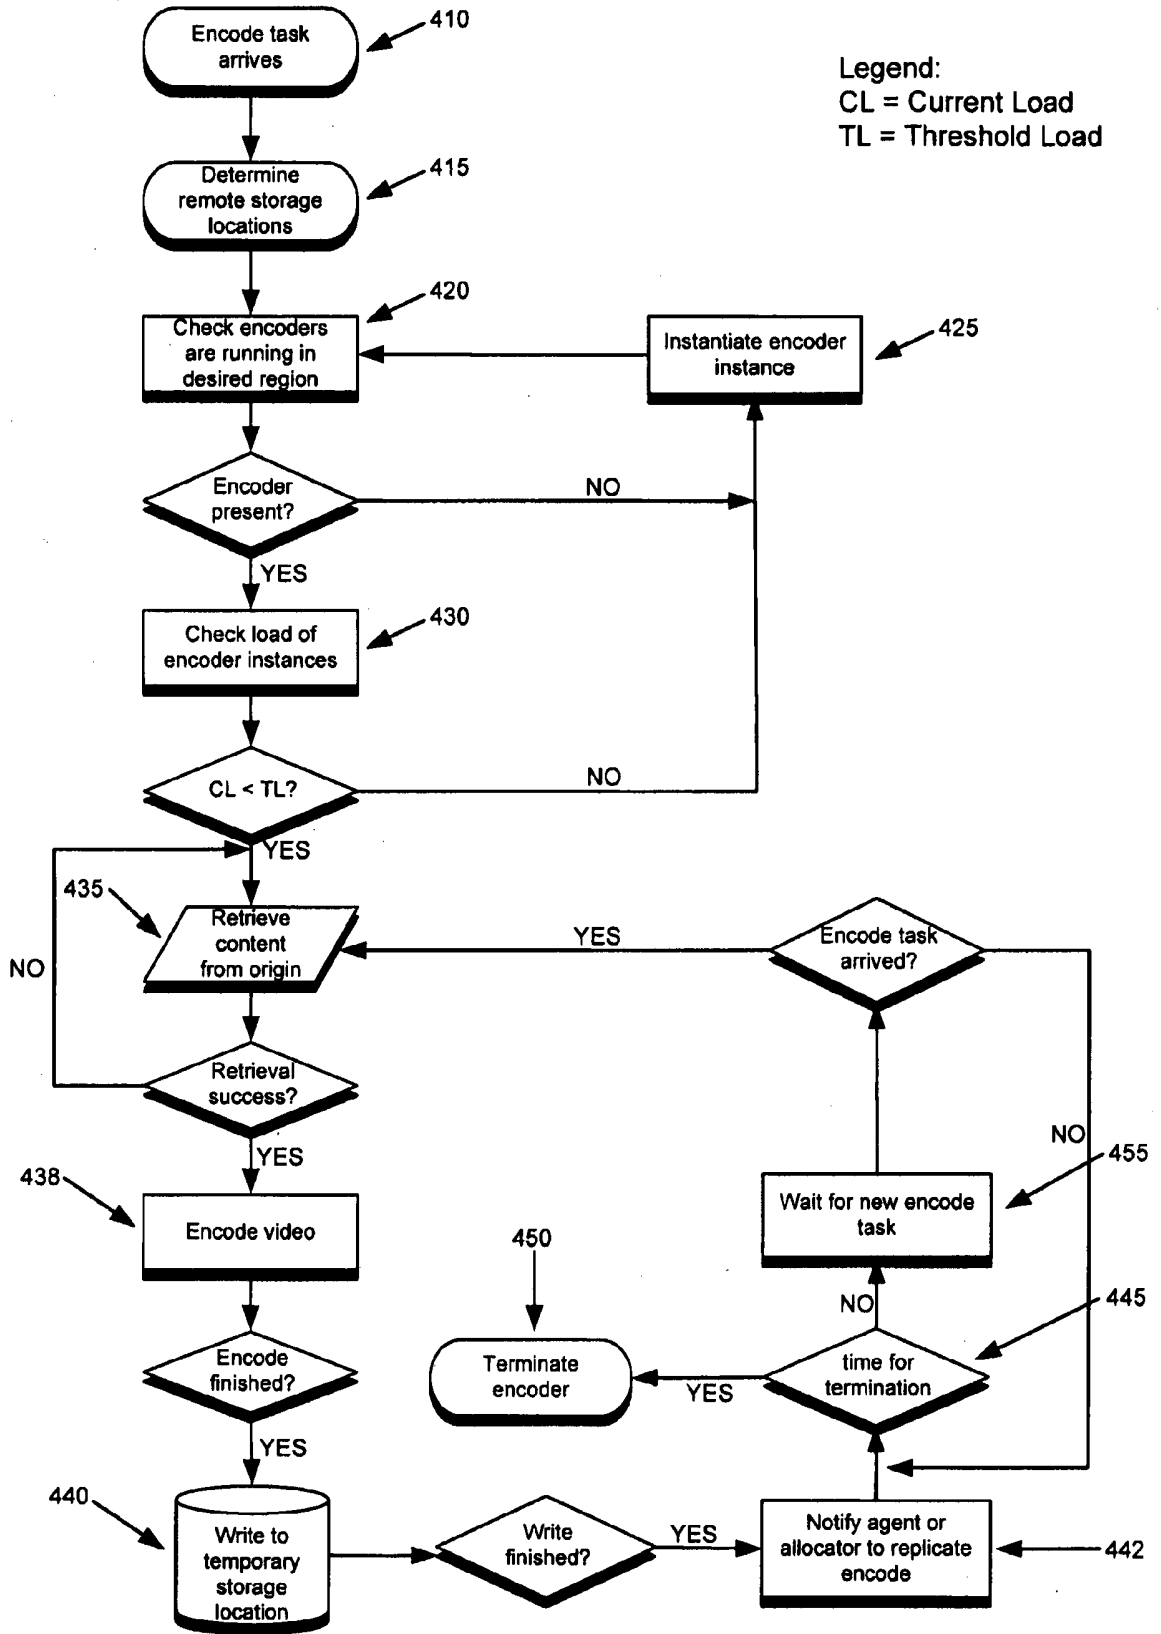 Encode task
arrives
410
Legend:
CL = Current Load
TL = Threshold Load
Determine
remote storage
locations
415
Check encoders
are running in
desired region
420
Instantiate encoder
instance
425
Encoder
present?
NO
YES
Check load of
encoder instances
430
CL < TL?
NO
YES
435
Retrieve
content
from origin
NO
YES
Encode task
arrived?
Retrieval
success?
YES
NO
438
Encode video
Wait for new encode
task
455
450
NO
445
Encode
finished?
Terminate
encoder
YES
time for
termination
YES
440
Write to
temporary
storage
location
Write
finished?
YES
Notify agent or
allocator to replicate
encode
442